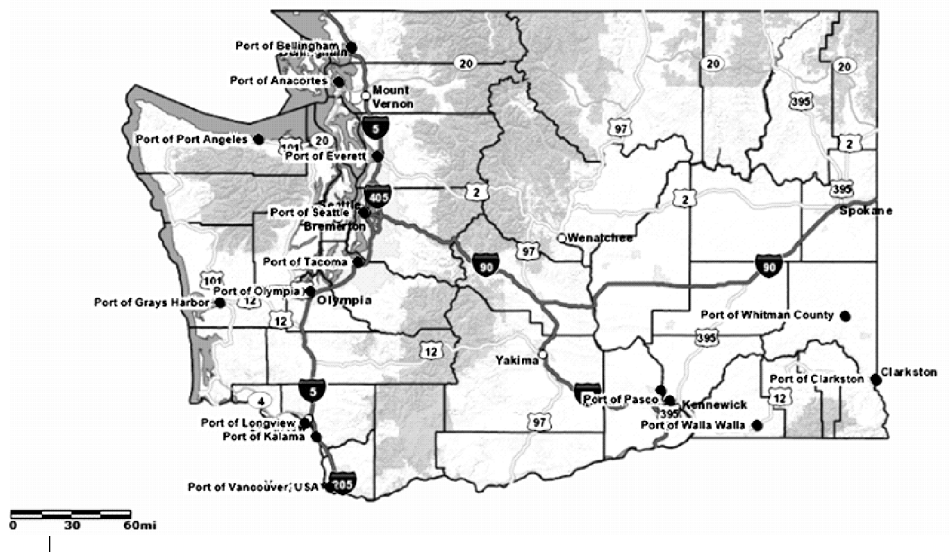 Port of Bellingham
20
20
Port of Anacortes
Mount
Vernon
395
5
97
Port of Port Angeles
101
20
2
Port of Everett
2
395
405
2
Seattle
Port of Seattle
Spokane
Bremerton
Wenatchee
97
Port of Tacoma
90
90
101
Port of Olympia
Olympia
Port of Grays Harbor
12
12
Port of Whitman County
395
12
Yakima
Clarkston
Port of Clarkston
5
4
Port of Pasco
12
Kennewick
395
97
Port of Longview
Port of Walla Walla
Port of Kalama
Port of Vancouver, USA
205
0 30 60mi